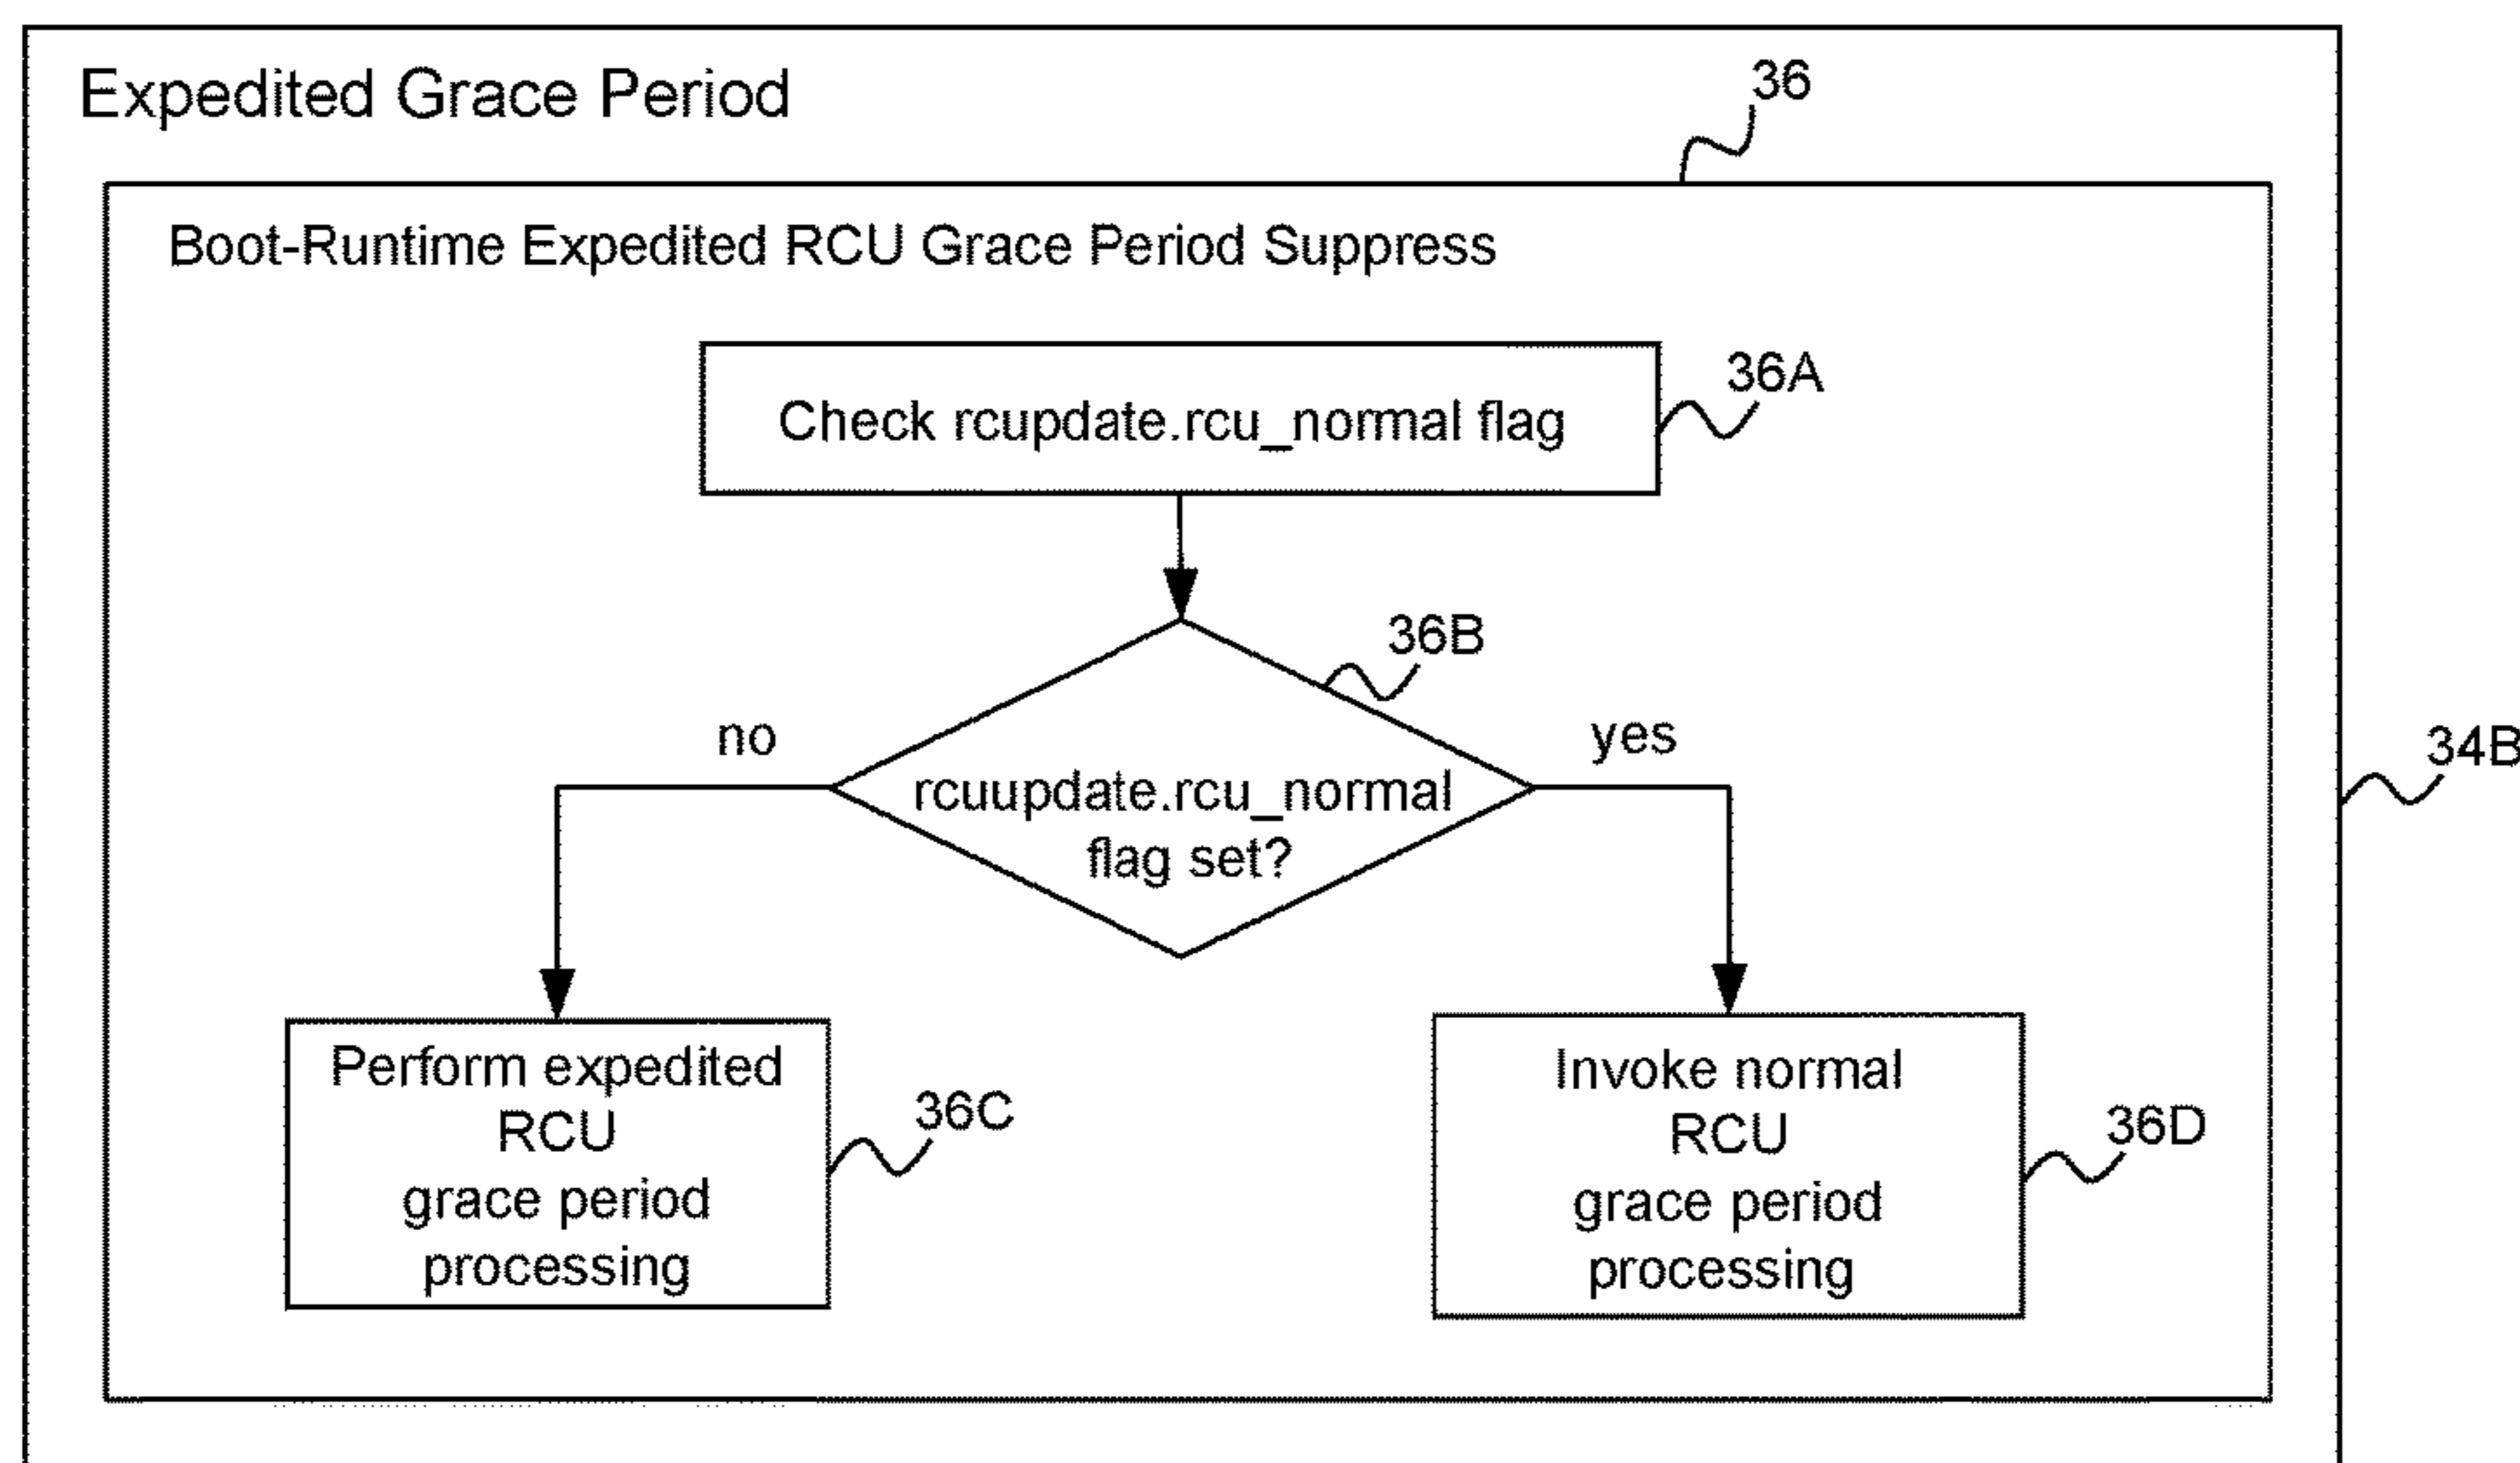 Expedited Grace Period
36
Boot-Runtime Expedited RCU Grace Period Suppress
Check rcupdate.rcu_normal flag
36A
36B
no
yes
34B
rcuupdate.rcu_normal
flag set?
Perform expedited
RCU
grace period
processing
36C
Invoke normal
RCU
grace period
processing
36D